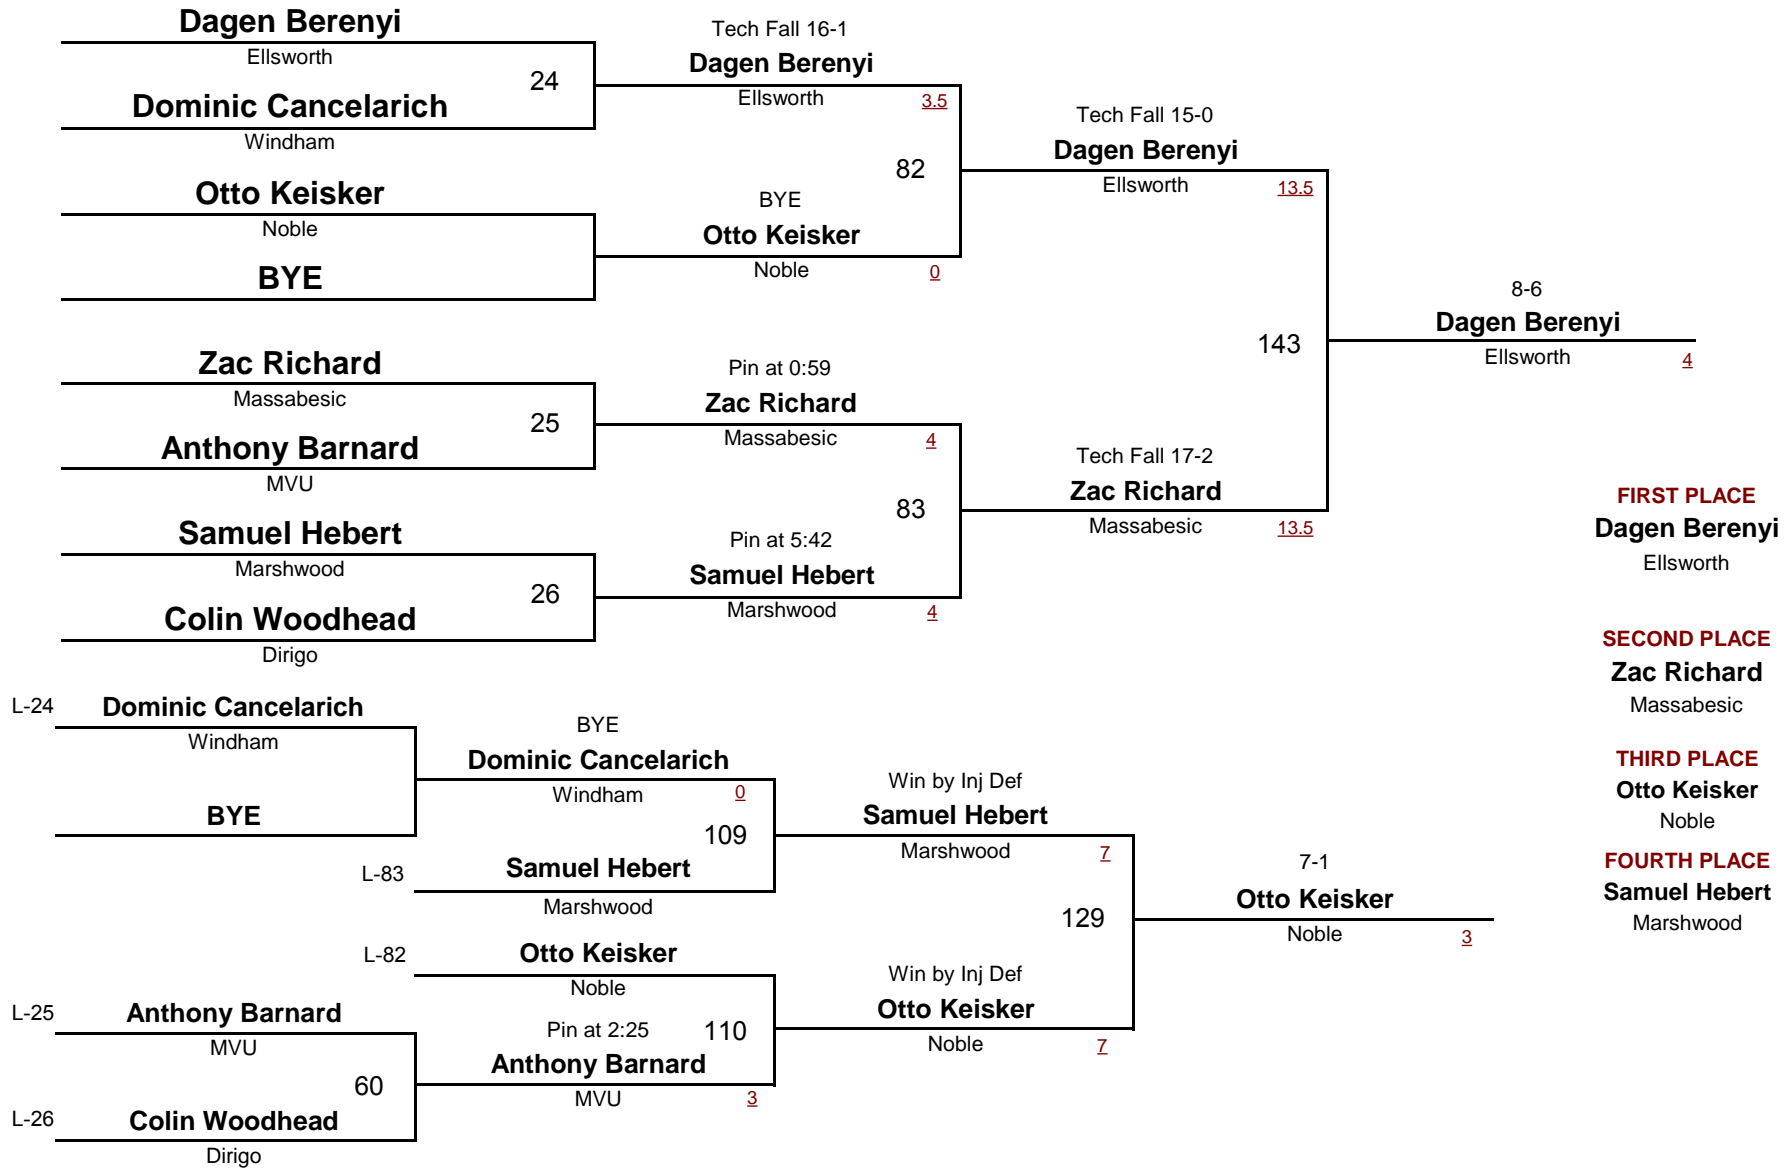 Dagen Berenyi
Ellsworth
24
Dominic Cancelarich
Windham
Otto Keisker
Noble
BYE
Zac Richard
Massabesic
25
Anthony Barnard
MVU
Samuel Hebert
Marshwood
26
Colin Woodhead
Dirigo
Tech Fall 16-1
Dagen Berenyi
Ellsworth
3.5
82
BYE
Otto Keisker
Noble
0
Pin at 0:59
Zac Richard
Massabesic
4
83
Pin at 5:42
Samuel Hebert
Marshwood
4
Tech Fall 15-0
Dagen Berenyi
Ellsworth
13.5
143
Tech Fall 17-2
Zac Richard
Massabesic
13.5
8-6
Dagen Berenyi
Ellsworth
4
FIRST PLACE
Dagen Berenyi
Ellsworth
SECOND PLACE
Zac Richard
Massabesic
THIRD PLACE
Otto Keisker
Noble
FOURTH PLACE
Samuel Hebert
Marshwood
L-24
Dominic Cancelarich
Windham
BYE
BYE
Dominic Cancelarich
Windham
0
109
L-83
Samuel Hebert
Marshwood
L-82
Otto Keisker
Noble
L-25
Anthony Barnard
MVU
60
L-26
Colin Woodhead
Dirigo
Pin at 2:25
110
Anthony Barnard
MVU
3
Win by Inj Def
Samuel Hebert
Marshwood
7
129
Win by Inj Def
Otto Keisker
Noble
7
7-1
Otto Keisker
Noble
3